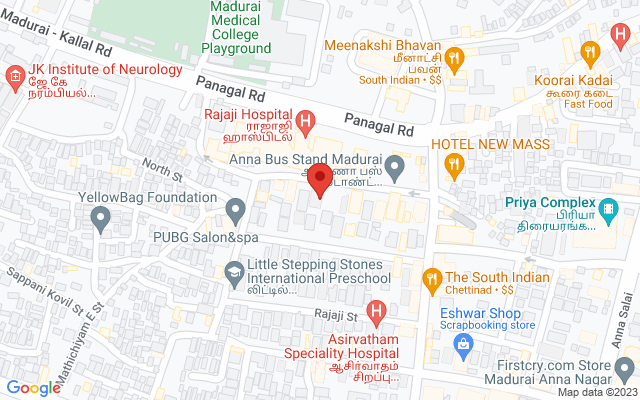 Madurai
Medical
College
Playground
Madurai - Kallal Rd
Panagal Rd
Meenakshi Bhavan
மீனாட்சி
பவன்
South Indian • $$
Koorai Kadai
கூரை கடை
Fast Food
JK Institute of Neurology
ஜே கே
நரம்பியல்...
Rajaji Hospital
ராஜாஜி
ஹாஸ்பிடல்
Panagal Rd
HOTEL NEW MASS
North St
Anna Bus Stand Madurai
YellowBag Foundation
Priya Complex
பிரியா
திரையரங்க...
PUBG Salon&spa
Little Stepping Stones
International Preschool
லிட்டில்...
The South Indian
Chettinad • $$
Sappani Kovil St
Mathichiyam E St
Rajaji St
Eshwar Shop
Scrapbooking store
Anna Salai
Asirvatham
Speciality Hospital
ஆசிர்வாதம்
சிறப்பு...
Firstcry.com Store
Madurai Anna Nagar
Google
Map data ©2023